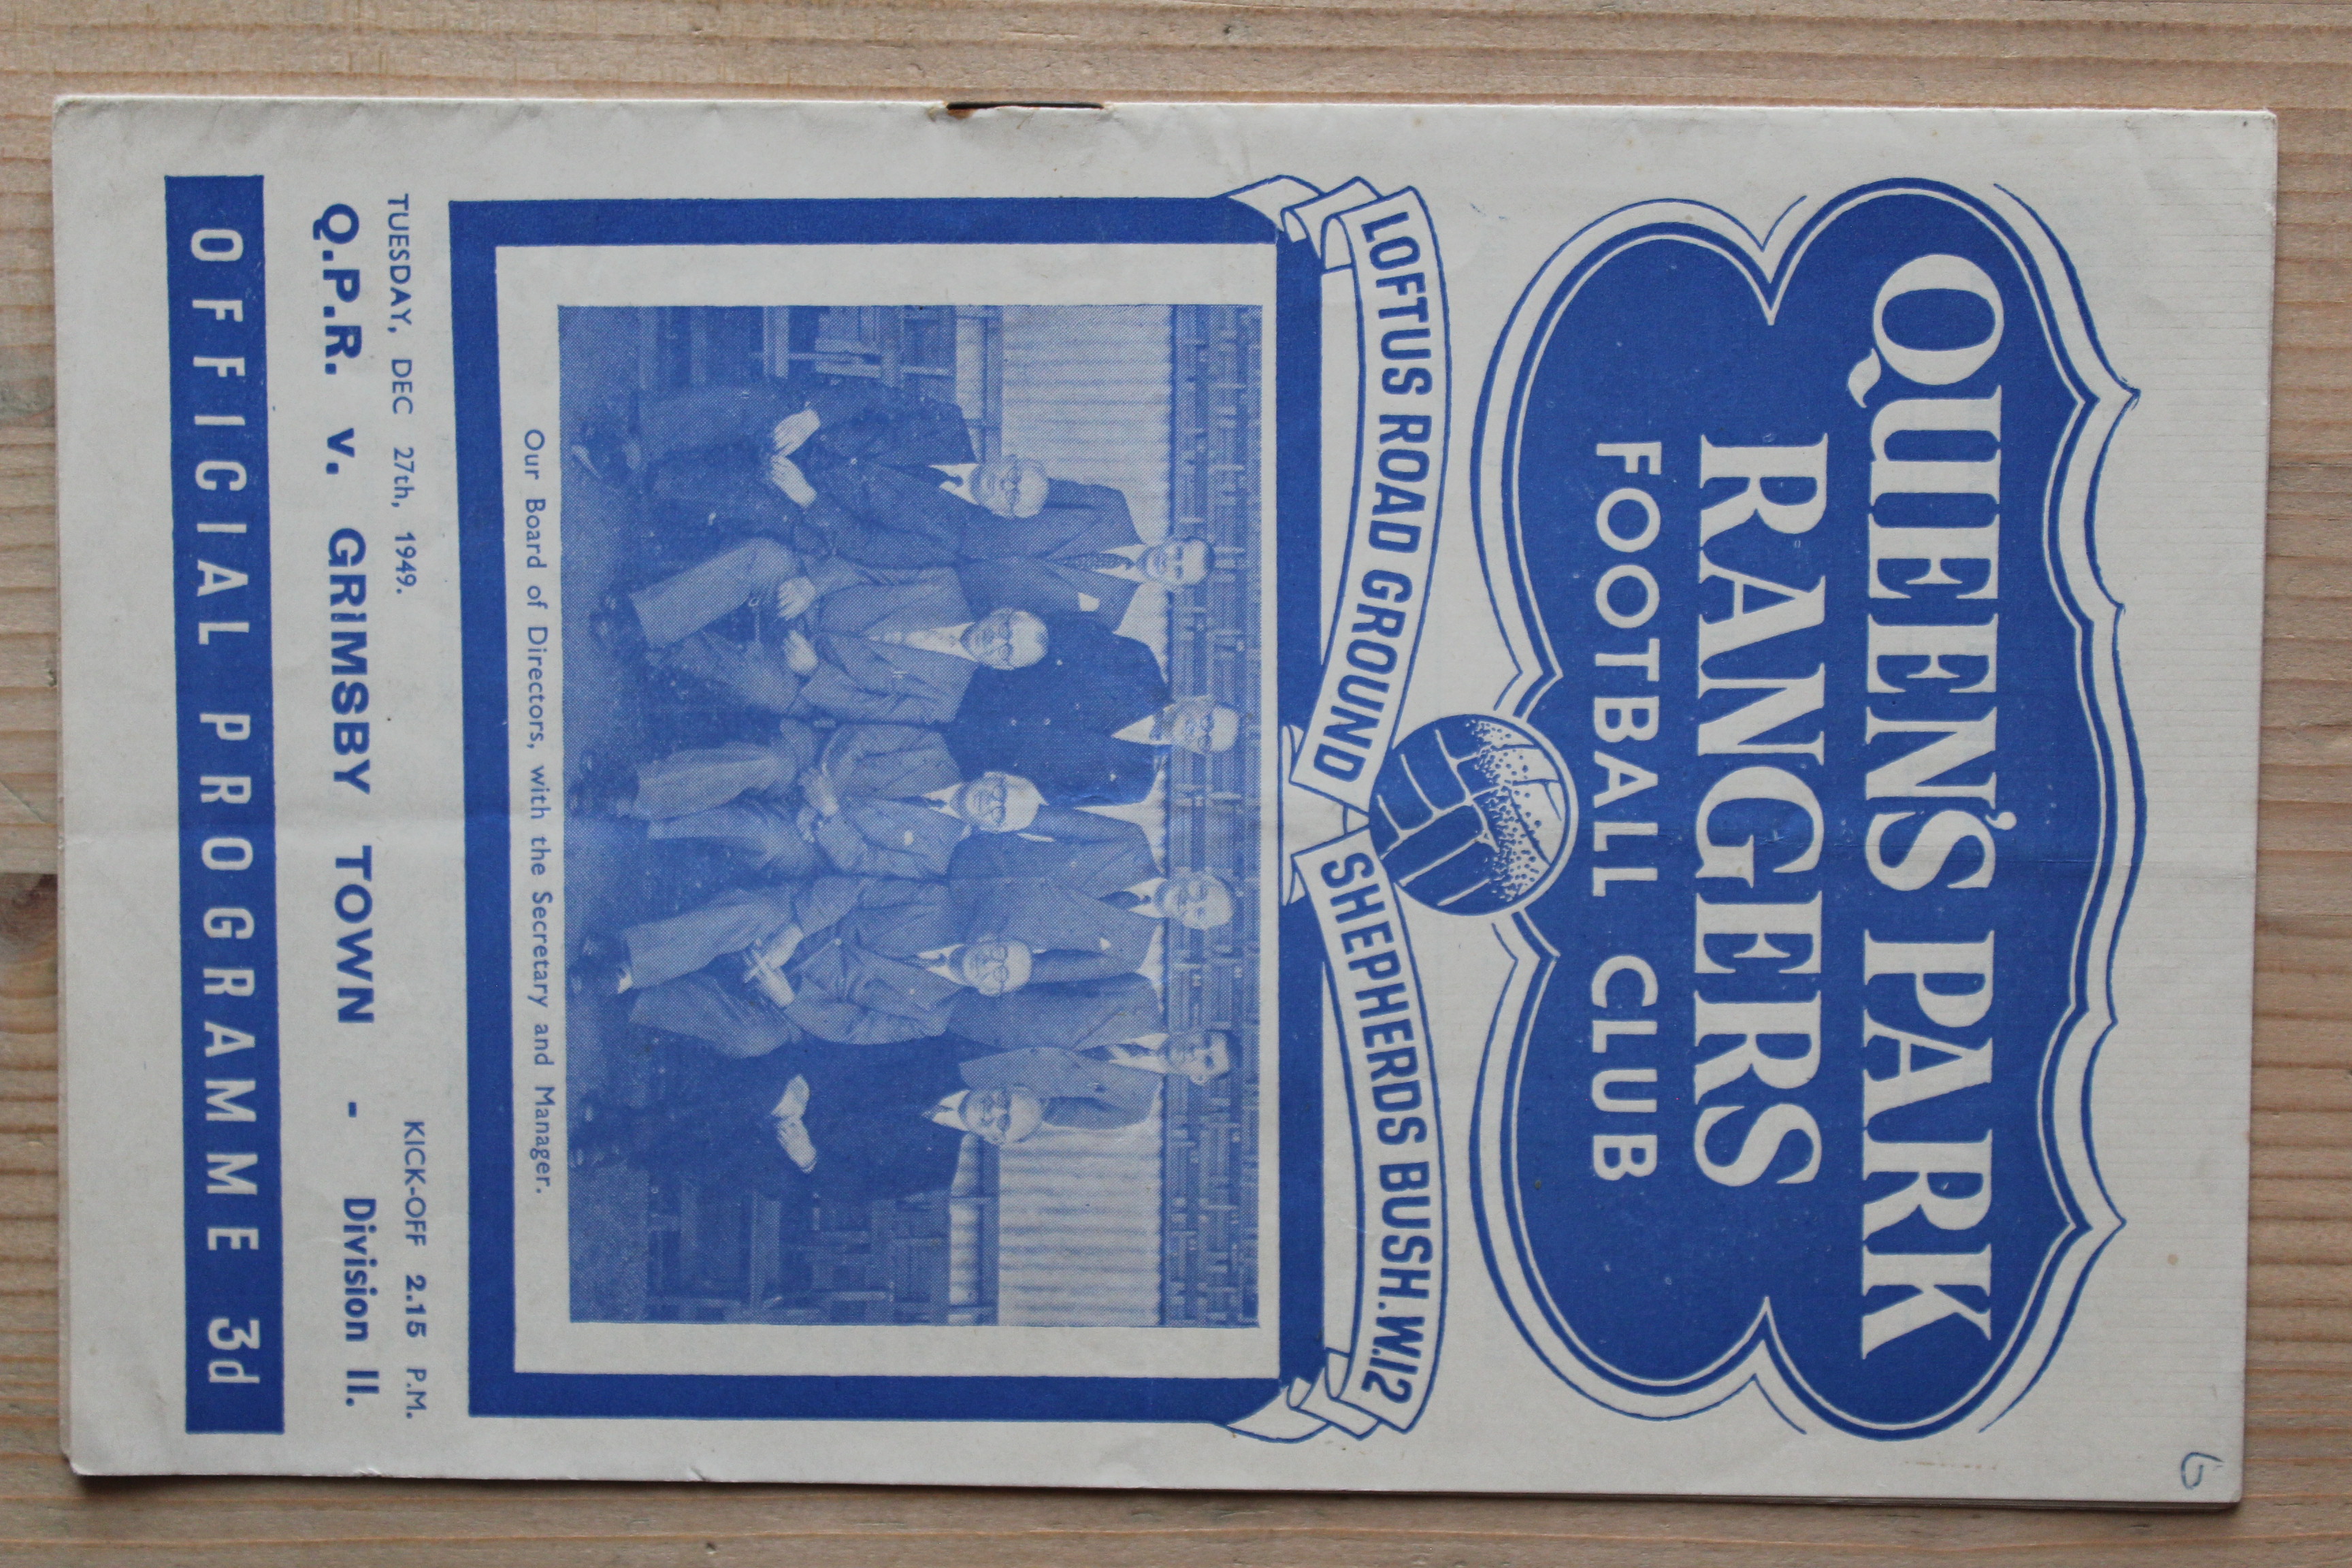 QUEEN'S PARK
RANGERS
FOOTBALL CLUB
LOFTUS ROAD GROUND
SHEPHERDS BUSH.W.12
Our Board of Directors, with the Secretary and Manager.
TUESDAY, DEC 27th, 1949. KICK-OFF 2.15 P.M.
Q.P.R. v. GRIMSBY TOWN - Division II.
OFFICIAL PROGRAMME 3d